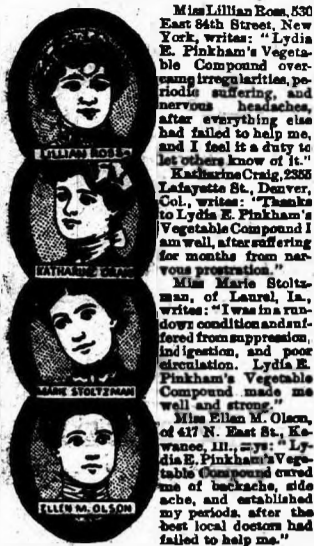 LILLIAN ROSS
KATHARINE CRAIG
MARIE STOLTZMAN
ELLEN M. OLSON
Miss Lillian Ross, 530
East 84th Street, New
York, writes: "Lydia
E. Pinkham's Vegeta-
ble Compound over-
came irregularities, pe-
riodic suffering, and
nervous headaches,
after everything else
had failed to help me,
and I feel it a duty to
let others know of it."
Katharine Craig, 2355
Lafayette St., Denver,
Col., writes: "Thanks
to Lydia E. Pinkham's
Vegetable Compound I
am well, after suffering
for months from ner-
vous prostration."
Miss Marie Stoltz-
man, of Laurel, Ia.,
writes: "I was in a run-
down condition and suf-
fered from suppression,
indigestion, and poor
circulation. Lydia E.
Pinkham's Vegetable
Compound made me
well and strong."
Miss Ellen M. Olson,
of 417 N. East St., Ke-
wanee, Ill., says: "Ly-
dia E. Pinkham's Vege-
table Compound cured
me of backache, side
ache, and established
my periods, after the
best local doctors had
failed to help me."